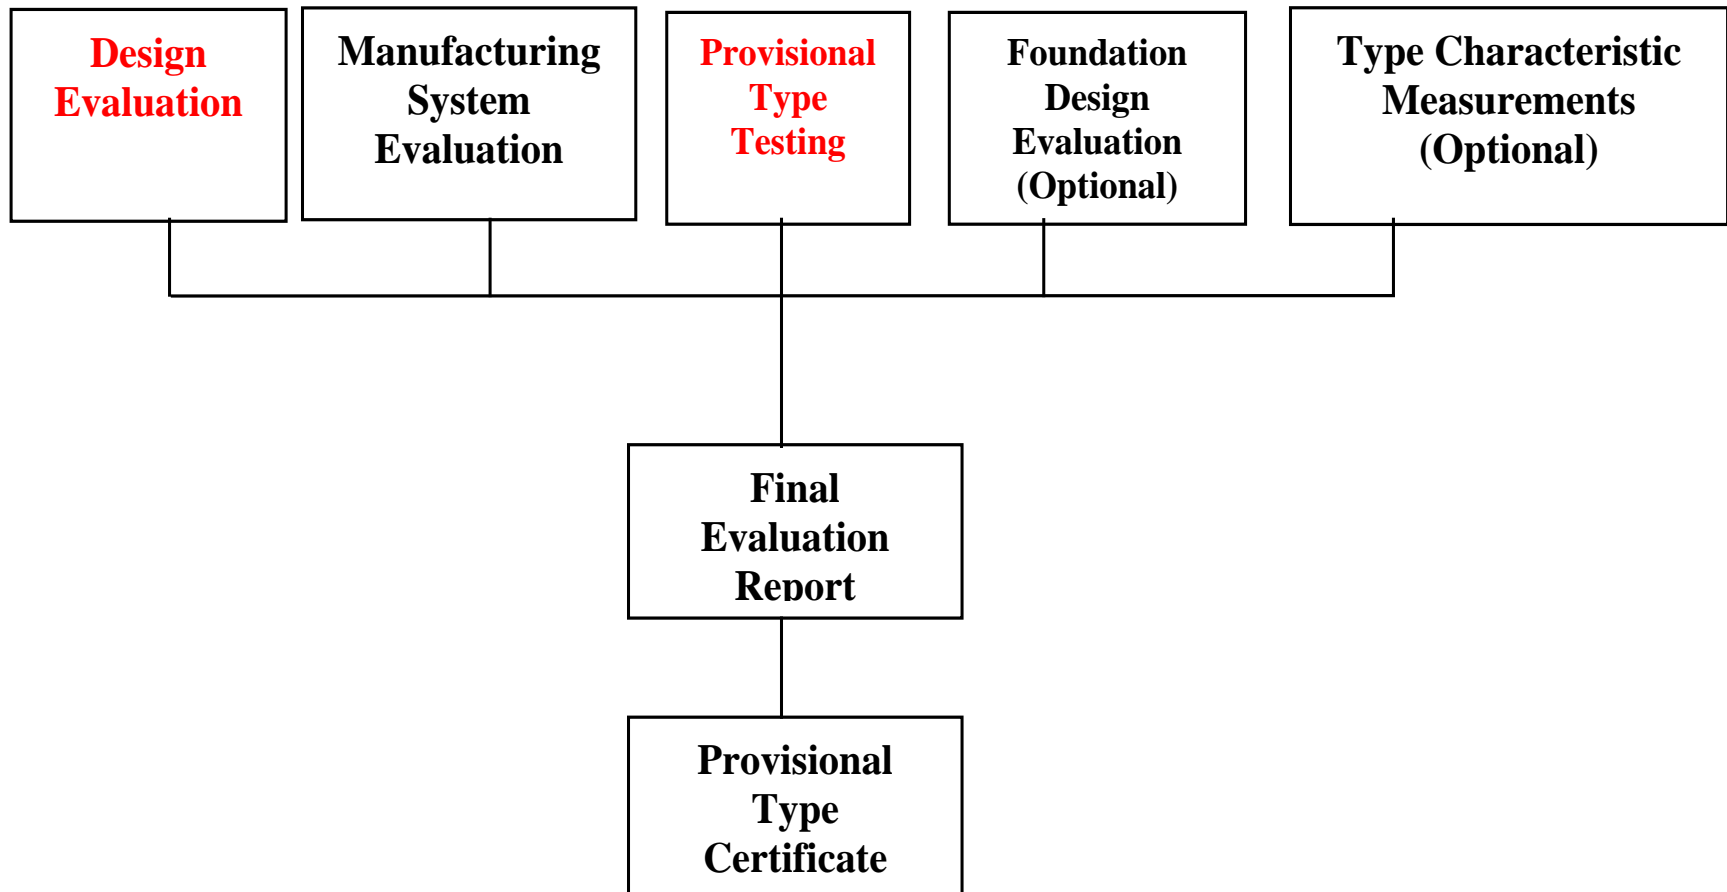 Design
Evaluation
Manufacturing
System
Evaluation
Provisional
Type
Testing
Foundation
Design
Evaluation
(Optional)
Type Characteristic
Measurements
(Optional)
Final
Evaluation
Report
Provisional
Type
Certificate